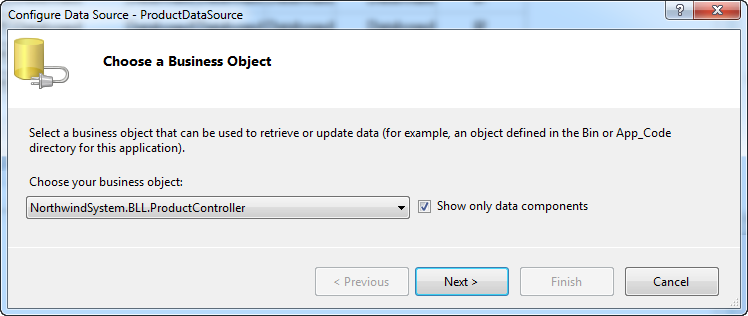 Configure Data Source - ProductDataSource
Choose a Business Object
Select a business object that can be used to retrieve or update data (for example, an object defined in the Bin or App_Code
directory for this application).
Choose your business object:
NorthwindSystem.BLL.ProductController
Show only data components
< Previous
Next >
Finish
Cancel